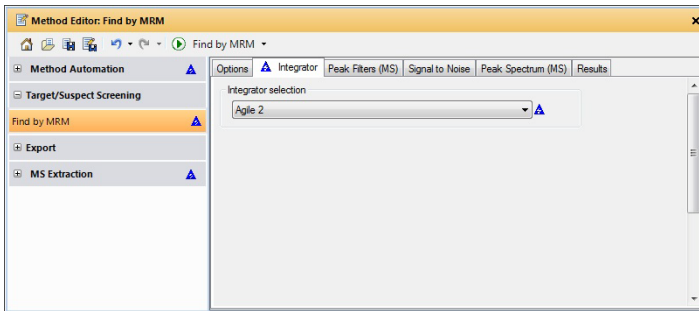 Method Editor: Find by MRM
Find by MRM
Method Automation
Options Integrator Peak Filters (MS) Signal to Noise Peak Spectrum (MS) Results
Target/Suspect Screening
Integrator selection
Agile 2
Find by MRM
Export
MS Extraction